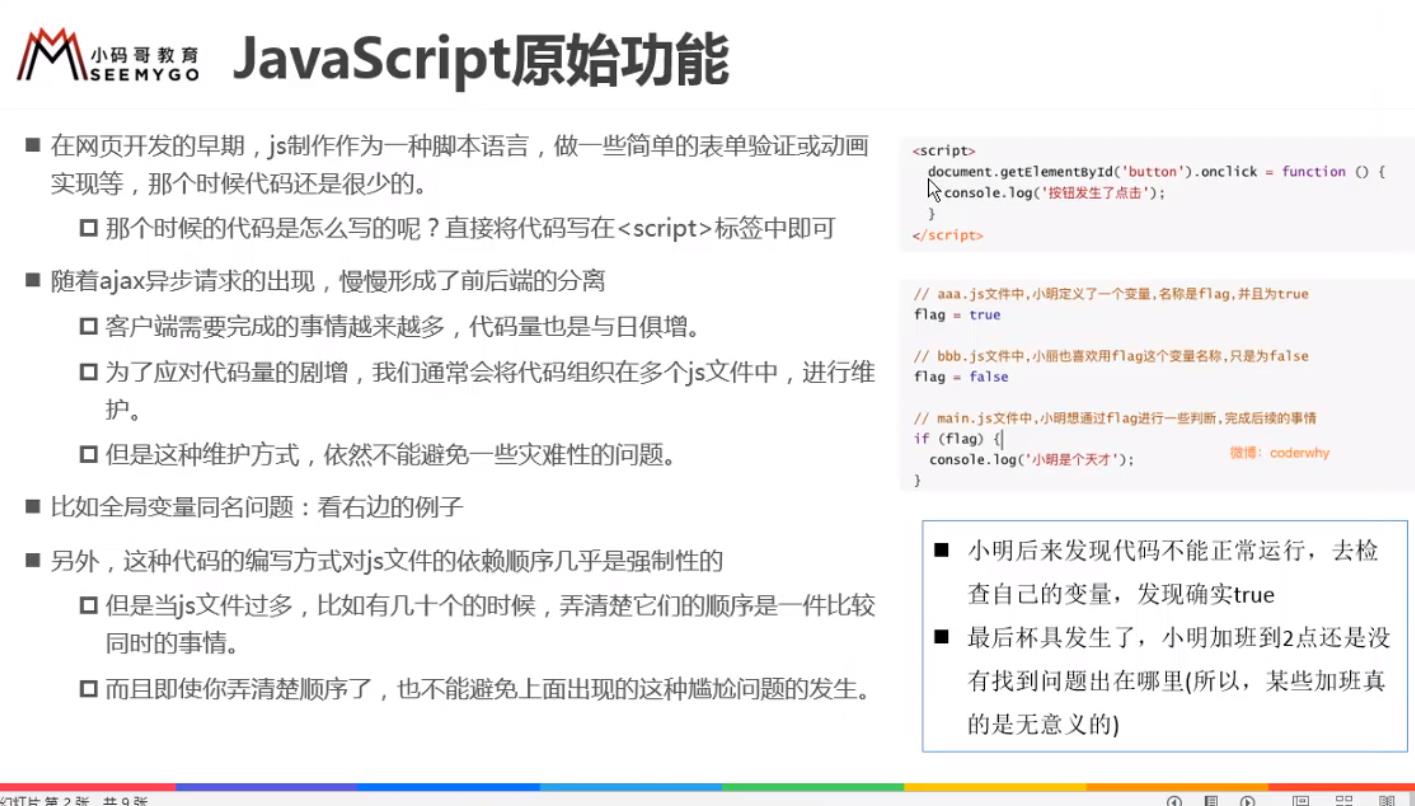 小码哥教育
SEEMYGO
JavaScript原始功能
■ 在网页开发的早期，js制作作为一种脚本语言，做一些简单的表单验证或动画
实现等，那个时候代码还是很少的。
那个时候的代码是怎么写的呢？直接将代码写在<script>标签中即可
■ 随着ajax异步请求的出现，慢慢形成了前后端的分离
客户端需要完成的事情越来越多，代码量也是与日俱增。
为了应对代码量的剧增，我们通常会将代码组织在多个js文件中，进行维
护。
但是这种维护方式，依然不能避免一些灾难性的问题。
■ 比如全局变量同名问题：看右边的例子
■ 另外，这种代码的编写方式对js文件的依赖顺序几乎是强制性的
但是当js文件过多，比如有几十个的时候，弄清楚它们的顺序是一件比较
同时的事情。
而且即使你弄清楚顺序了，也不能避免上面出现的这种尴尬问题的发生。
<script>
document.getElementById('button').onclick = function () {
console.log('按钮发生了点击');
}
</script>
// aaa.js文件中,小明定义了一个变量,名称是flag,并且为true
flag = true
// bbb.js文件中,小丽也喜欢用flag这个变量名称,只是为false
flag = false
// main.js文件中,小明想通过flag进行一些判断,完成后续的事情
if (flag) {
console.log('小明是个天才');
}
微博：coderwhy
■ 小明后来发现代码不能正常运行，去检
查自己的变量，发现确实true
■ 最后杯具发生了，小明加班到2点还是没
有找到问题出在哪里(所以，某些加班真
的是无意义的)
幻灯片 第 2 张，共 9 张